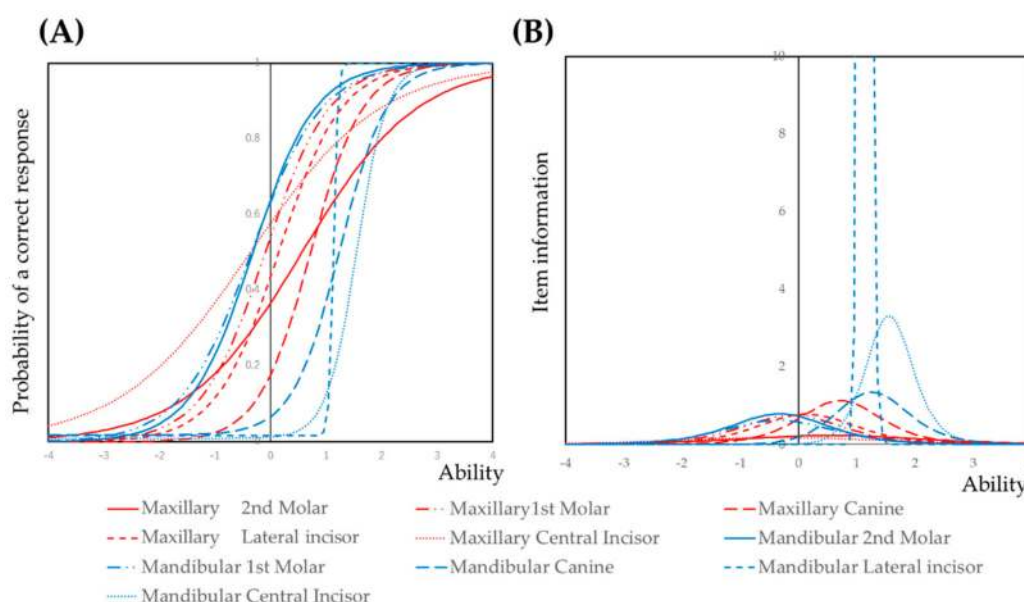 (A)
(B)
Probability of a correct response
1
0.8
0.6
0.4
0.2
-4 -3 -2 -1 0 1 2 3 4
Ability
Item information
10
8
6
4
2
0
-4 -3 -2 -1 0 1 2 3
Ability
Maxillary 2nd Molar Maxillary1st Molar Maxillary Canine
Maxillary Lateral incisor Maxillary Central Incisor Mandibular 2nd Molar
Mandibular 1st Molar Mandibular Canine Mandibular Lateral incisor
Mandibular Central Incisor